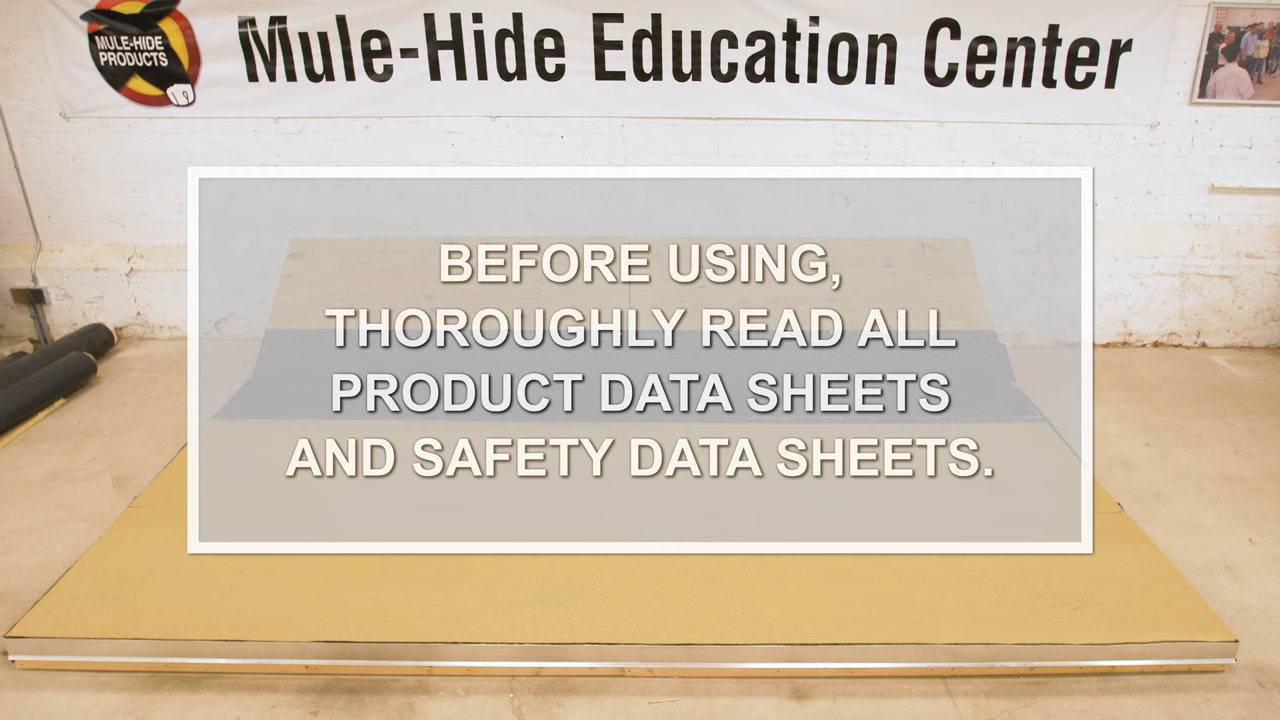 MULE-HIDE
PRODUCTS
Mule-Hide Education Center
BEFORE USING,
THOROUGHLY READ ALL
PRODUCT DATA SHEETS
AND SAFETY DATA SHEETS.